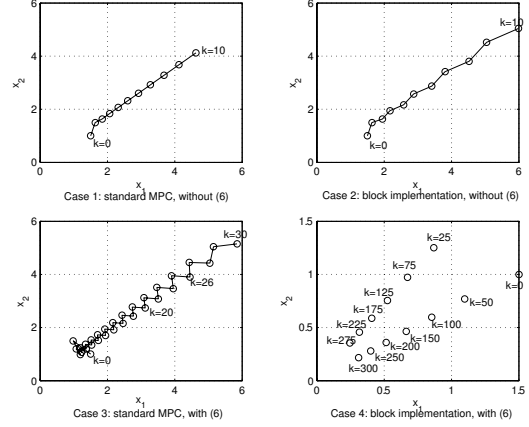 6
4
2
0
x2
k=10
k=0
0
2
4
6
x1
Case 1: standard MPC, without (6)
6
4
2
0
x2
k=10
k=0
0
2
4
6
x1
Case 2: block implementation, without (6)
6
4
2
0
x2
k=30
k=26
k=20
k=0
0
2
4
6
x1
Case 3: standard MPC, with (6)
1.5
1
0.5
0
x2
k=25
k=75
k=0
k=125
k=50
k=175
k=100
k=225
k=150
k=275
k=200
k=250
k=300
0
0.5
1
1.5
x1
Case 4: block implementation, with (6)